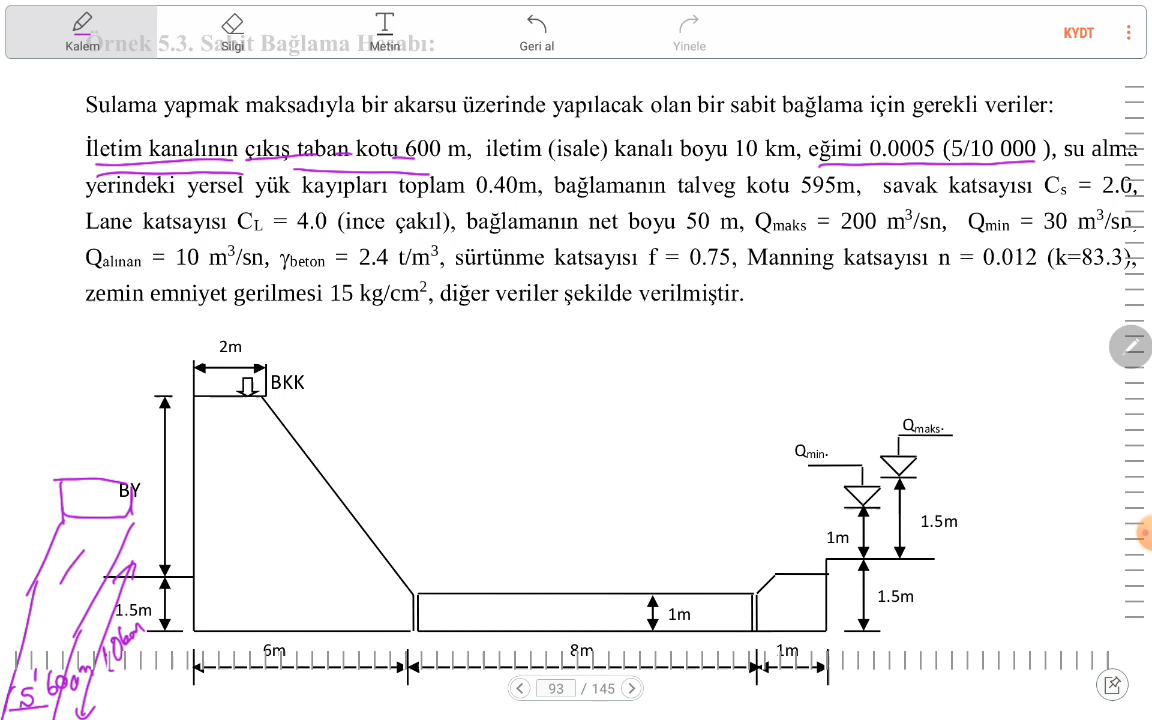 Kalem
Silgi
Metin
Geri al
Yinele
KYDT
Örnek 5.3. Sabit Bağlama Hesabı:
Sulama yapmak maksadıyla bir akarsu üzerinde yapılacak olan bir sabit bağlama için gerekli veriler:
İletim kanalının çıkış taban kotu 600 m, iletim (isale) kanalı boyu 10 km, eğimi 0.0005 (5/10 000 ), su alma
yerindeki yersel yük kayıpları toplam 0.40m, bağlamanın talveg kotu 595m, savak katsayısı Cs = 2.0,
Lane katsayısı CL = 4.0 (ince çakıl), bağlamanın net boyu 50 m, Qmaks = 200 m³/sn, Qmin = 30 m³/sn,
Qalınan = 10 m³/sn, γbeton = 2.4 t/m³, sürtünme katsayısı f = 0.75, Manning katsayısı n = 0.012 (k=83.3),
zemin emniyet gerilmesi 15 kg/cm², diğer veriler şekilde verilmiştir.
2m
BKK
Qmaks.
Qmin.
BY
1.5m
1m
1.5m
1m
1.5m
10km
600m
6m
8m
1m
93 / 145